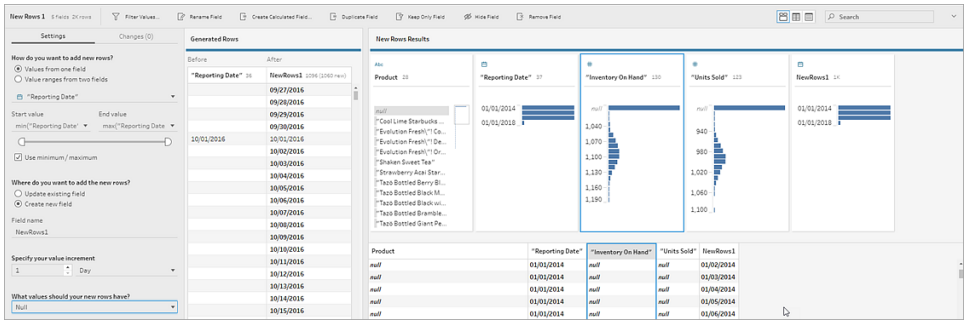 New Rows 1 5 Fields 2K rows Filter Values... Rename Field Create Calculated Field... Duplicate Field Keep Only Field Hide Field Remove Field Search
Settings Changes (0)
How do you want to add new rows?
Values from one field
Value ranges from two fields
"Reporting Date"
Start value End value
min("Reporting Date' max("Reporting Date
Use minimum / maximum
Where do you want to add the new rows?
Update existing field
Create new field
Field name
NewRows1
Specify your value increment
1 Day
What values should your new rows have?
Null
Generated Rows
Before After
"Reporting Date" 36 NewRows1 1096 (1060 new)
09/27/2016
09/28/2016
09/29/2016
09/30/2016
10/01/2016 10/01/2016
10/02/2016
10/03/2016
10/04/2016
10/05/2016
10/06/2016
10/07/2016
10/08/2016
10/09/2016
10/10/2016
10/11/2016
10/12/2016
10/13/2016
10/14/2016
10/15/2016
New Rows Results
Abc
Product 28
null
"Cool Lime Starbucks ...
"Evolution Fresh\"! Co...
"Evolution Fresh\"! De...
"Evolution Fresh\"! Or...
"Shaken Sweet Tea"
"Strawberry Acai Star...
"Tazo Bottled Berry Bl...
"Tazo Bottled Black M...
"Tazo Bottled Black wi...
"Tazo Bottled Bramble...
"Tazo Bottled Giant Pe...
"Reporting Date" 37
01/01/2014
01/01/2018
"Inventory On Hand"
null
1,040
1,070
1,100
1,130
1,160
1,190
"Units Sold" 123
null
940
980
1,020
1,060
1,100
NewRows1 1K
01/01/2014
01/01/2018
Product "Reporting Date" "Inventory On Hand" "Units Sold" NewRows1
null 01/01/2014 null null 01/02/2014
null 01/01/2014 null null 01/03/2014
null 01/01/2014 null null 01/04/2014
null 01/01/2014 null null 01/05/2014
null 01/01/2014 null null 01/06/2014